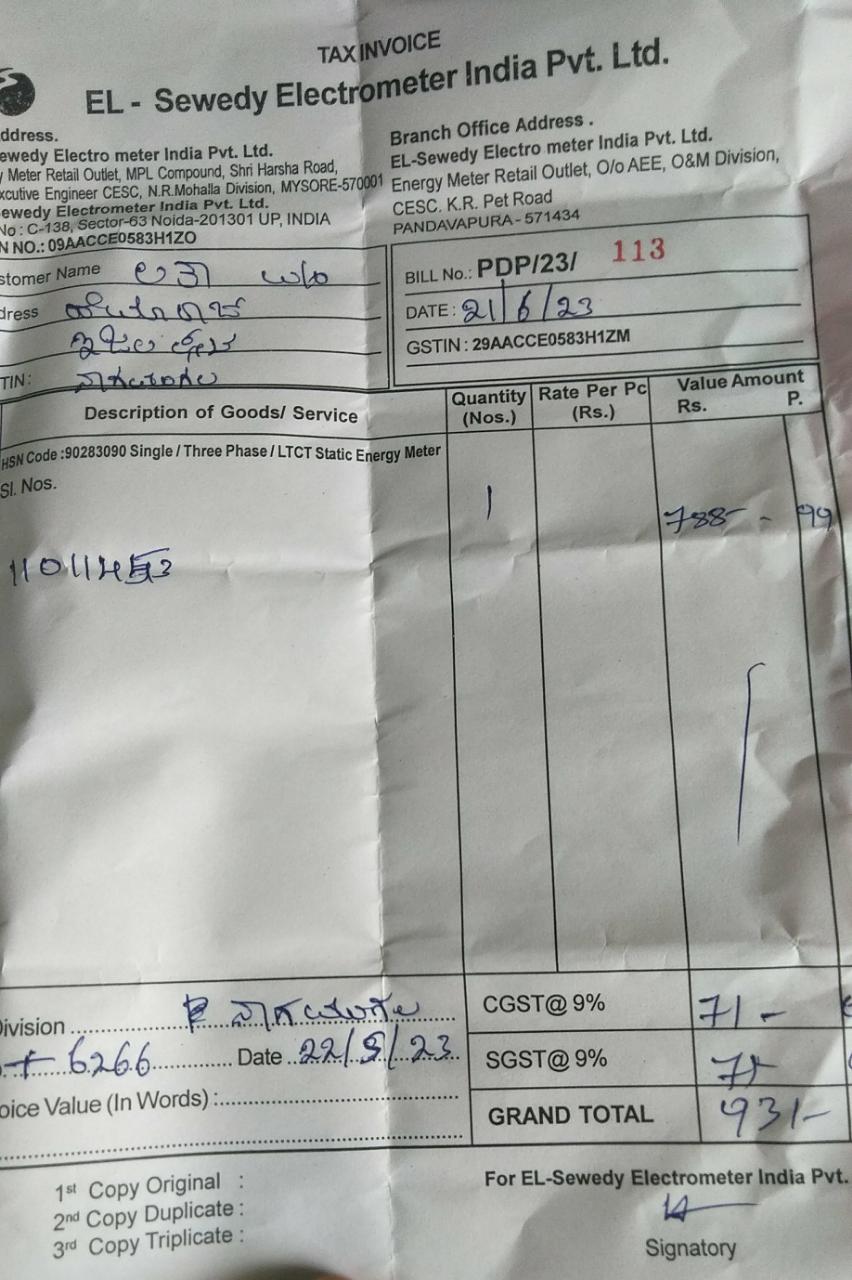 TAX INVOICE
EL - Sewedy Electrometer India Pvt. Ltd.
ddress.
ewedy Electro meter India Pvt. Ltd.
y Meter Retail Outlet, MPL Compound, Shri Harsha Road,
xcutive Engineer CESC, N.R.Mohalla Division, MYSORE-570001
ewedy Electrometer India Pvt. Ltd.
No : C-138, Sector-63 Noida-201301 UP, INDIA
N NO.: 09AACCE0583H1ZO
Branch Office Address .
EL-Sewedy Electro meter India Pvt. Ltd.
Energy Meter Retail Outlet, O/o AEE, O&M Division,
CESC. K.R. Pet Road
PANDAVAPURA - 571434
stomer Name ಲತಾ
dress
TIN:
BILL No.: PDP/23/ 113
DATE : 21/6/23
GSTIN : 29AACCE0583H1ZM
Description of Goods/ Service Quantity (Nos.) Rate Per Pc (Rs.) Value Amount Rs. P.
HSN Code :90283090 Single / Three Phase / LTCT Static Energy Meter
Sl. Nos.
1 788 - 99
ivision
6266 Date 22/5/23
oice Value (In Words) :
CGST@ 9% 71 -
SGST@ 9% 71
GRAND TOTAL 931-
1st Copy Original :
2nd Copy Duplicate :
3rd Copy Triplicate :
For EL-Sewedy Electrometer India Pvt.
Signatory